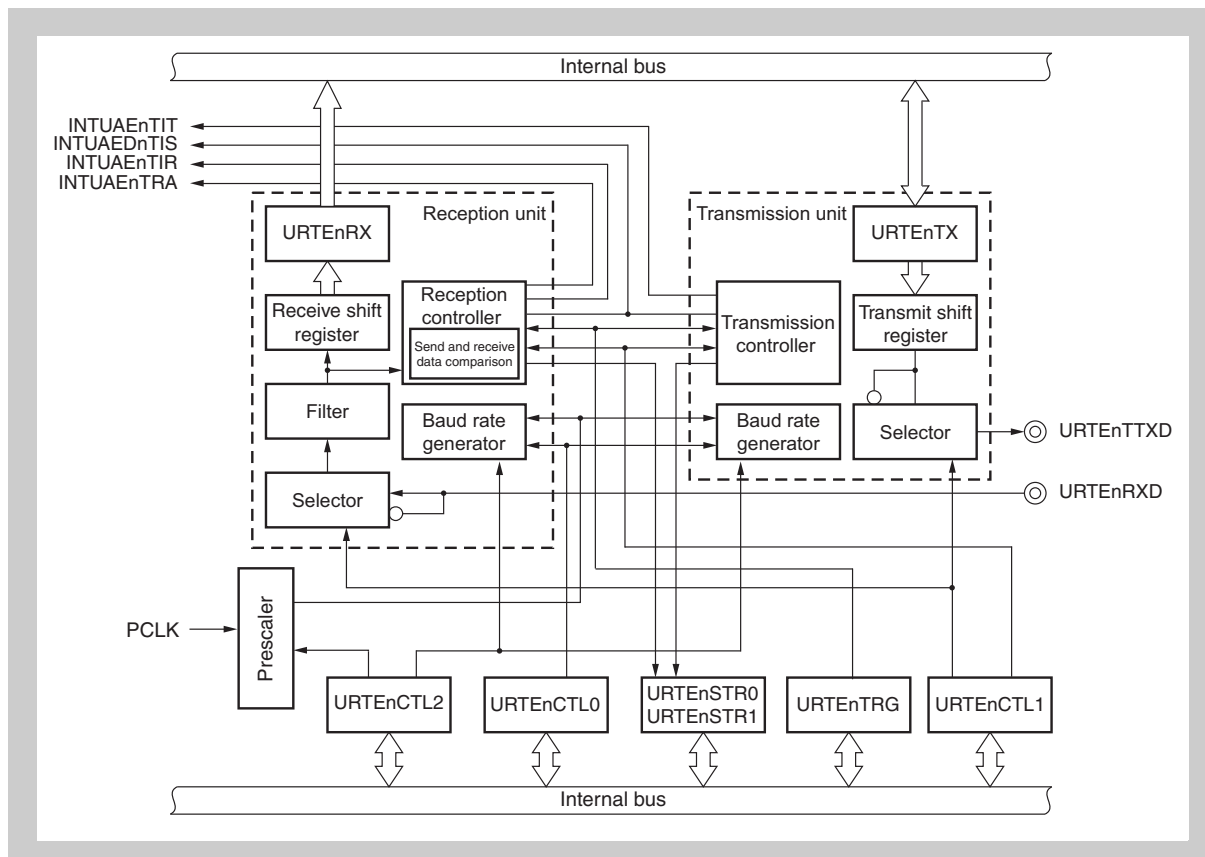 Internal bus
INTUAEnTIT
INTUAEDnTIS
INTUAEnTIR
INTUAEnTRA
Reception unit
Transmission unit
URTEnRX
URTEnTX
Receive shift
register
Reception
controller
Send and receive
data comparison
Transmission
controller
Transmit shift
register
Filter
Baud rate
generator
Baud rate
generator
Selector
URTEnTTXD
Selector
URTEnRXD
PCLK
Prescaler
URTEnCTL2
URTEnCTL0
URTEnSTR0
URTEnSTR1
URTEnTRG
URTEnCTL1
Internal bus